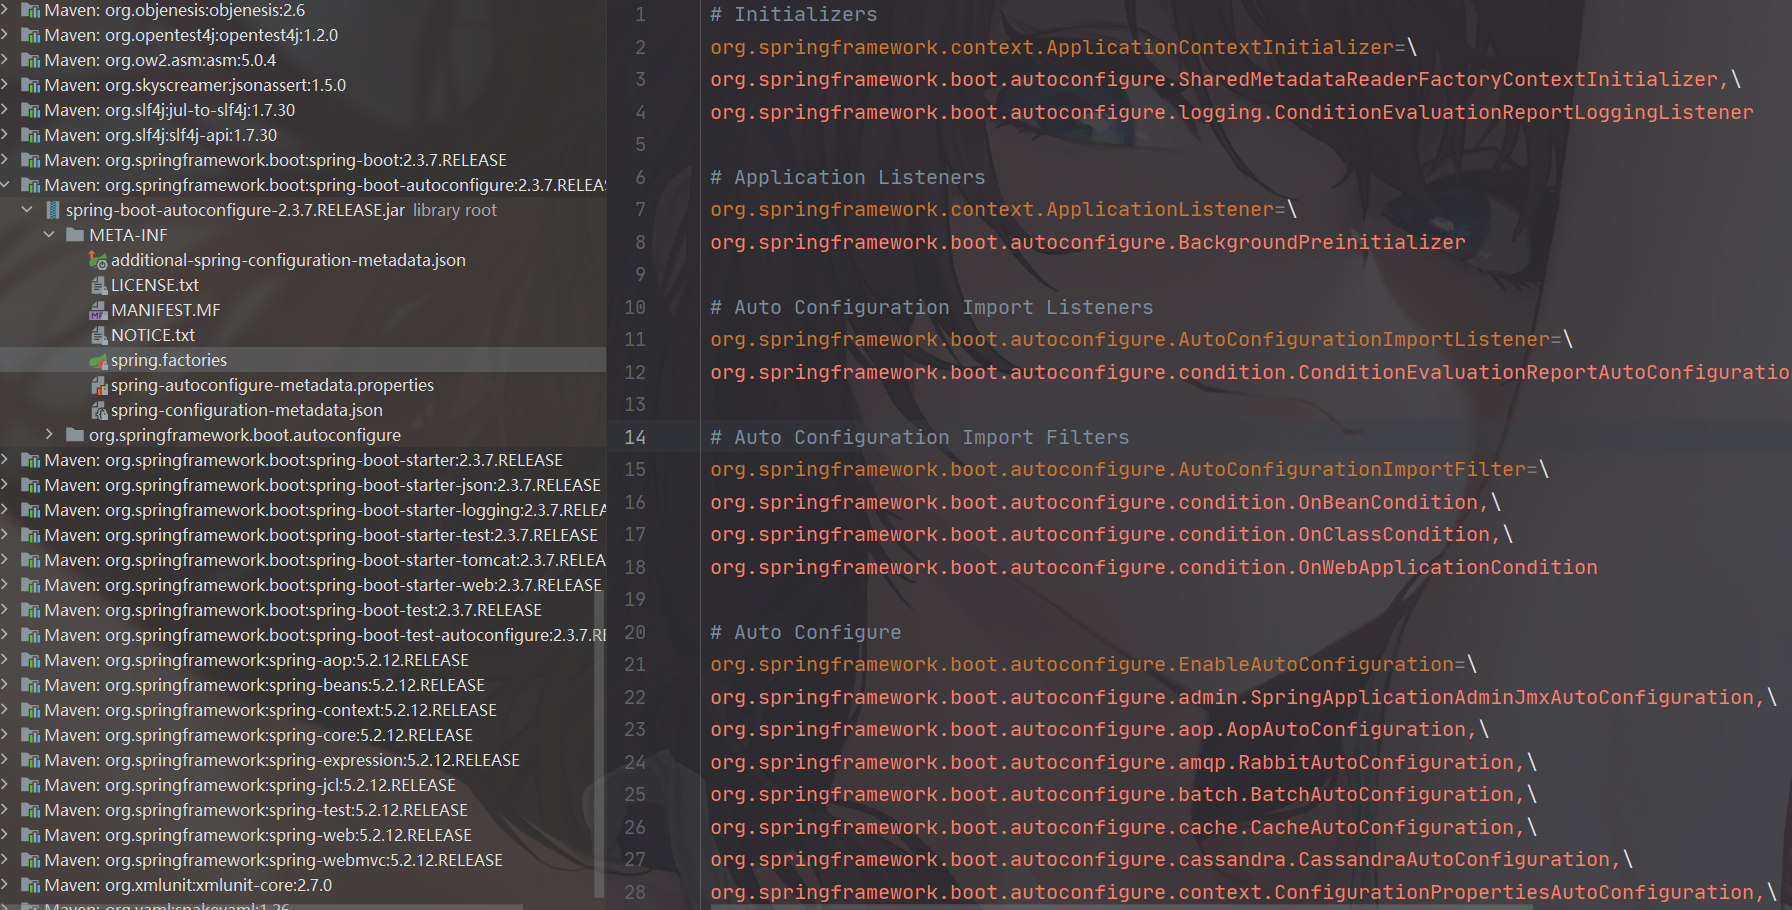 Maven: org.objenesis:objenesis:2.6
Maven: org.opentest4j:opentest4j:1.2.0
Maven: org.ow2.asm:asm:5.0.4
Maven: org.skyscreamer:jsonassert:1.5.0
Maven: org.slf4j:jul-to-slf4j:1.7.30
Maven: org.slf4j:slf4j-api:1.7.30
Maven: org.springframework.boot:spring-boot:2.3.7.RELEASE
Maven: org.springframework.boot:spring-boot-autoconfigure:2.3.7.RELEA
spring-boot-autoconfigure-2.3.7.RELEASE.jar library root
META-INF
additional-spring-configuration-metadata.json
LICENSE.txt
MANIFEST.MF
NOTICE.txt
spring.factories
spring-autoconfigure-metadata.properties
spring-configuration-metadata.json
org.springframework.boot.autoconfigure
Maven: org.springframework.boot:spring-boot-starter:2.3.7.RELEASE
Maven: org.springframework.boot:spring-boot-starter-json:2.3.7.RELEASE
Maven: org.springframework.boot:spring-boot-starter-logging:2.3.7.RELEA
Maven: org.springframework.boot:spring-boot-starter-test:2.3.7.RELEASE
Maven: org.springframework.boot:spring-boot-starter-tomcat:2.3.7.RELEA
Maven: org.springframework.boot:spring-boot-starter-web:2.3.7.RELEASE
Maven: org.springframework.boot:spring-boot-test:2.3.7.RELEASE
Maven: org.springframework.boot:spring-boot-test-autoconfigure:2.3.7.RE
Maven: org.springframework:spring-aop:5.2.12.RELEASE
Maven: org.springframework:spring-beans:5.2.12.RELEASE
Maven: org.springframework:spring-context:5.2.12.RELEASE
Maven: org.springframework:spring-core:5.2.12.RELEASE
Maven: org.springframework:spring-expression:5.2.12.RELEASE
Maven: org.springframework:spring-jcl:5.2.12.RELEASE
Maven: org.springframework:spring-test:5.2.12.RELEASE
Maven: org.springframework:spring-web:5.2.12.RELEASE
Maven: org.springframework:spring-webmvc:5.2.12.RELEASE
Maven: org.xmlunit:xmlunit-core:2.7.0
Maven: org.yaml:snakeyaml:1.26
1 # Initializers
2 org.springframework.context.ApplicationContextInitializer=\
3 org.springframework.boot.autoconfigure.SharedMetadataReaderFactoryContextInitializer,\
4 org.springframework.boot.autoconfigure.logging.ConditionEvaluationReportLoggingListener
5
6 # Application Listeners
7 org.springframework.context.ApplicationListener=\
8 org.springframework.boot.autoconfigure.BackgroundPreinitializer
9
10 # Auto Configuration Import Listeners
11 org.springframework.boot.autoconfigure.AutoConfigurationImportListener=\
12 org.springframework.boot.autoconfigure.condition.ConditionEvaluationReportAutoConfiguratio
13
14 # Auto Configuration Import Filters
15 org.springframework.boot.autoconfigure.AutoConfigurationImportFilter=\
16 org.springframework.boot.autoconfigure.condition.OnBeanCondition,\
17 org.springframework.boot.autoconfigure.condition.OnClassCondition,\
18 org.springframework.boot.autoconfigure.condition.OnWebApplicationCondition
19
20 # Auto Configure
21 org.springframework.boot.autoconfigure.EnableAutoConfiguration=\
22 org.springframework.boot.autoconfigure.admin.SpringApplicationAdminJmxAutoConfiguration,\
23 org.springframework.boot.autoconfigure.aop.AopAutoConfiguration,\
24 org.springframework.boot.autoconfigure.amqp.RabbitAutoConfiguration,\
25 org.springframework.boot.autoconfigure.batch.BatchAutoConfiguration,\
26 org.springframework.boot.autoconfigure.cache.CacheAutoConfiguration,\
27 org.springframework.boot.autoconfigure.cassandra.CassandraAutoConfiguration,\
28 org.springframework.boot.autoconfigure.context.ConfigurationPropertiesAutoConfiguration,\